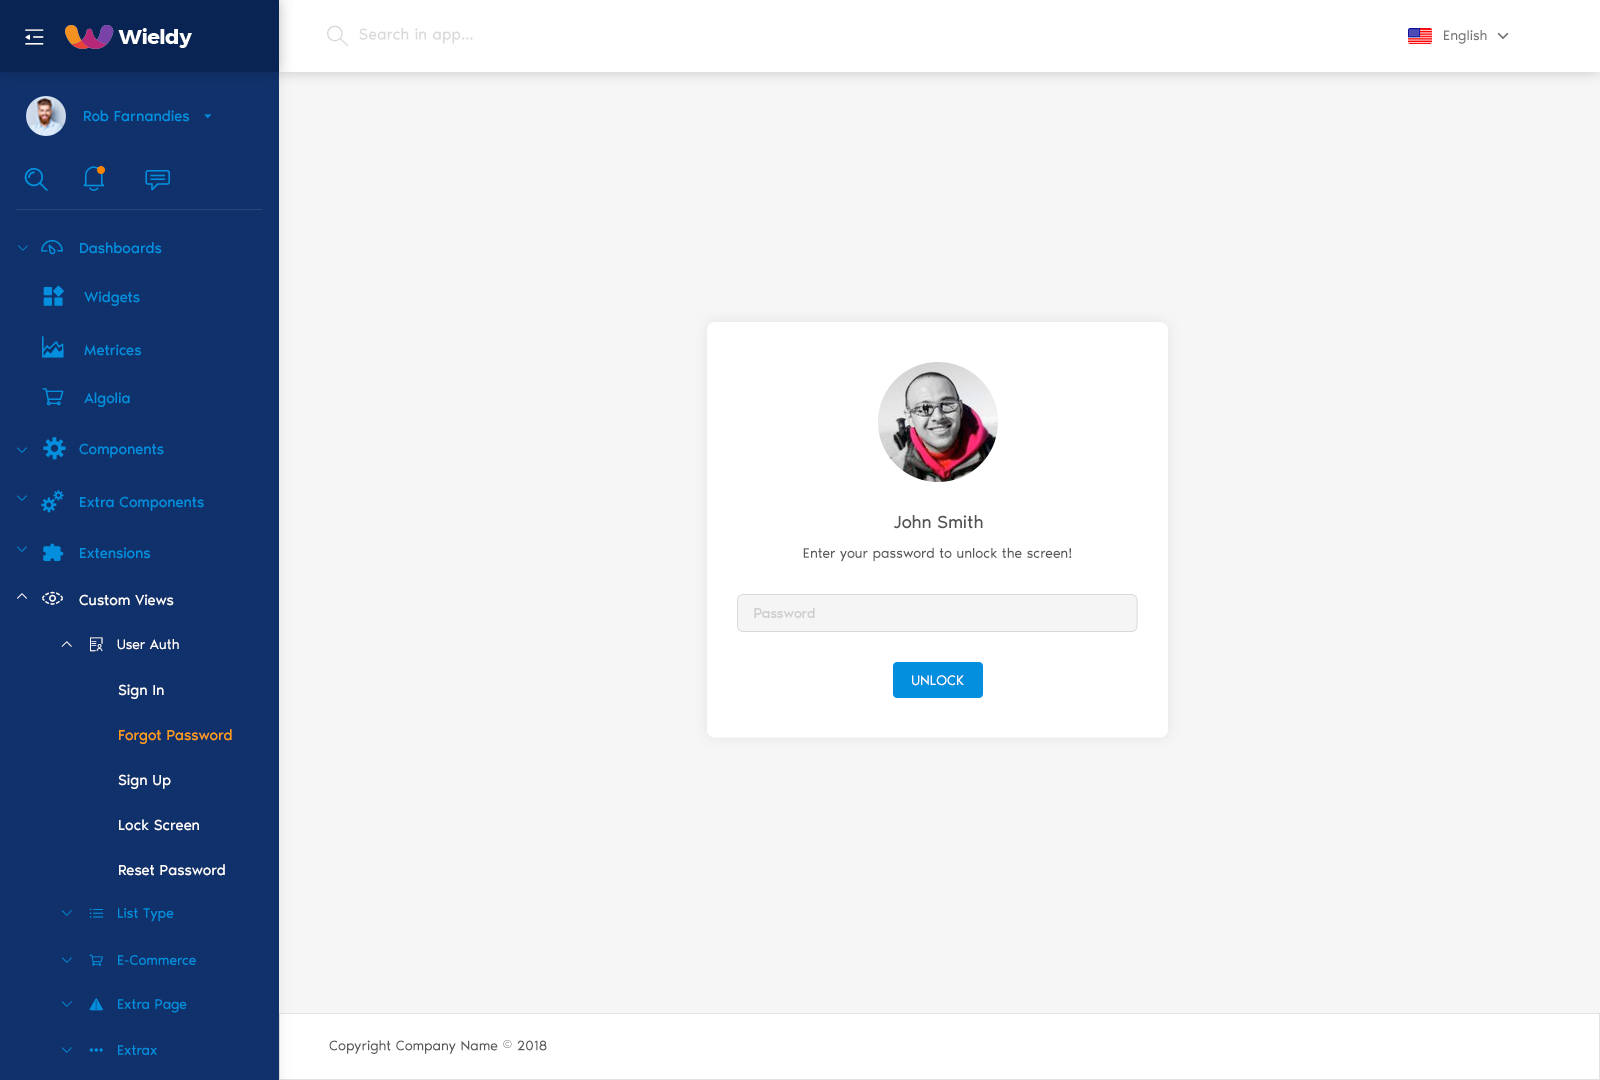 Wieldy
Search in app...
English
Rob Farnandies
Dashboards
Widgets
Metrices
Algolia
Components
Extra Components
Extensions
Custom Views
User Auth
Sign In
Forgot Password
Sign Up
Lock Screen
Reset Password
List Type
E-Commerce
Extra Page
Extrax
John Smith
Enter your password to unlock the screen!
Password
UNLOCK
Copyright Company Name © 2018